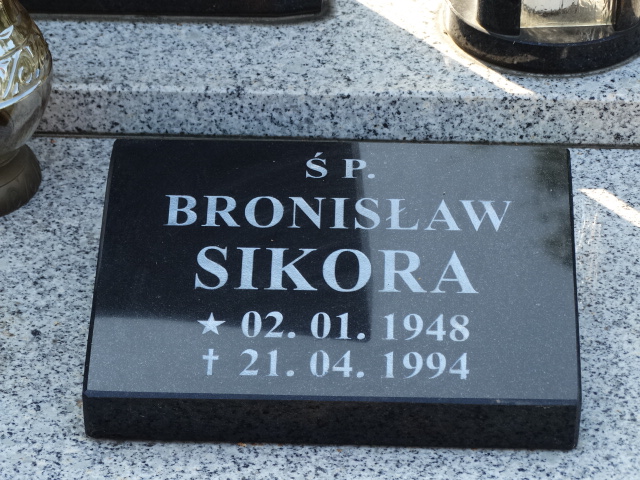 Ś P.
BRONISŁAW
SIKORA
★ 02. 01. 1948
† 21. 04. 1994